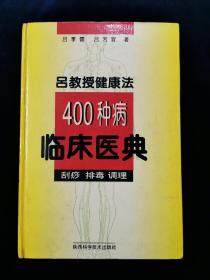 吕季儒 吕芳宜 著
吕教授健康法
400种病
临床医典
刮痧 排毒 调理
陕西科学技术出版社